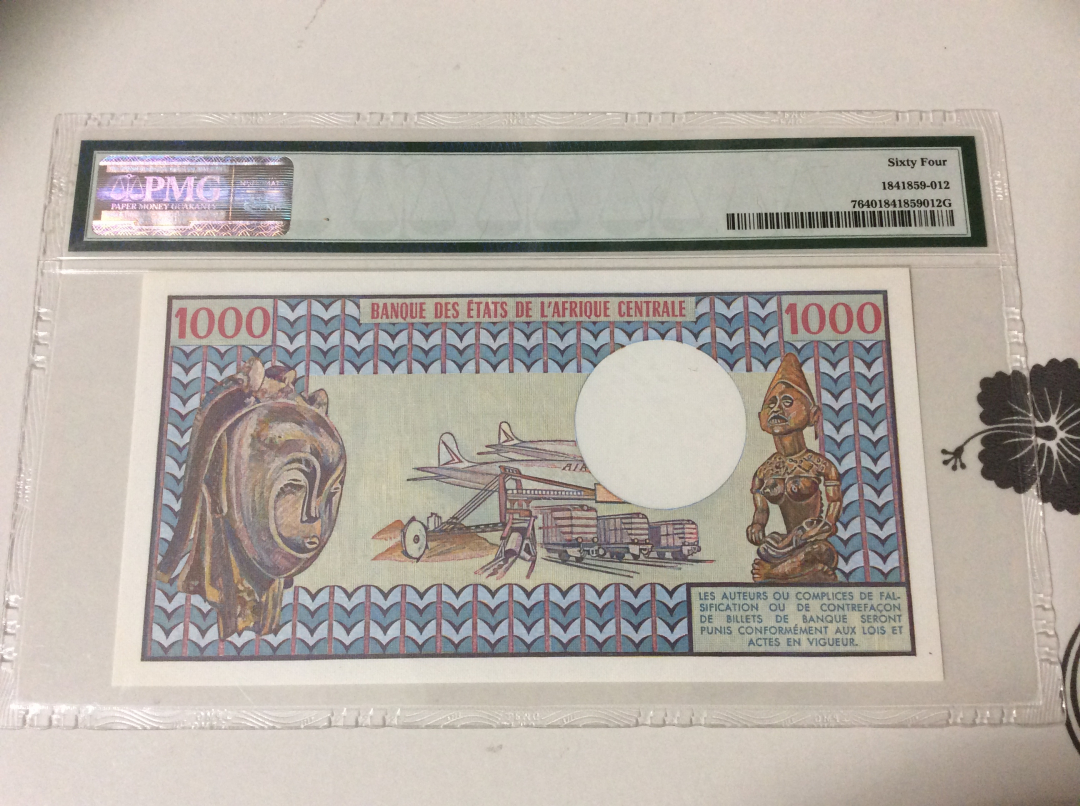 PMG
PAPER MONEY GUARANTY
Sixty Four
1841859-012
76401841859012G
1000
BANQUE DES ÉTATS DE L'AFRIQUE CENTRALE
1000
LES AUTEURS OU COMPLICES DE FAL-
SIFICATION OU DE CONTREFAÇON
DE BILLETS DE BANQUE SERONT
PUNIS CONFORMÉMENT AUX LOIS ET
ACTES EN VIGUEUR.